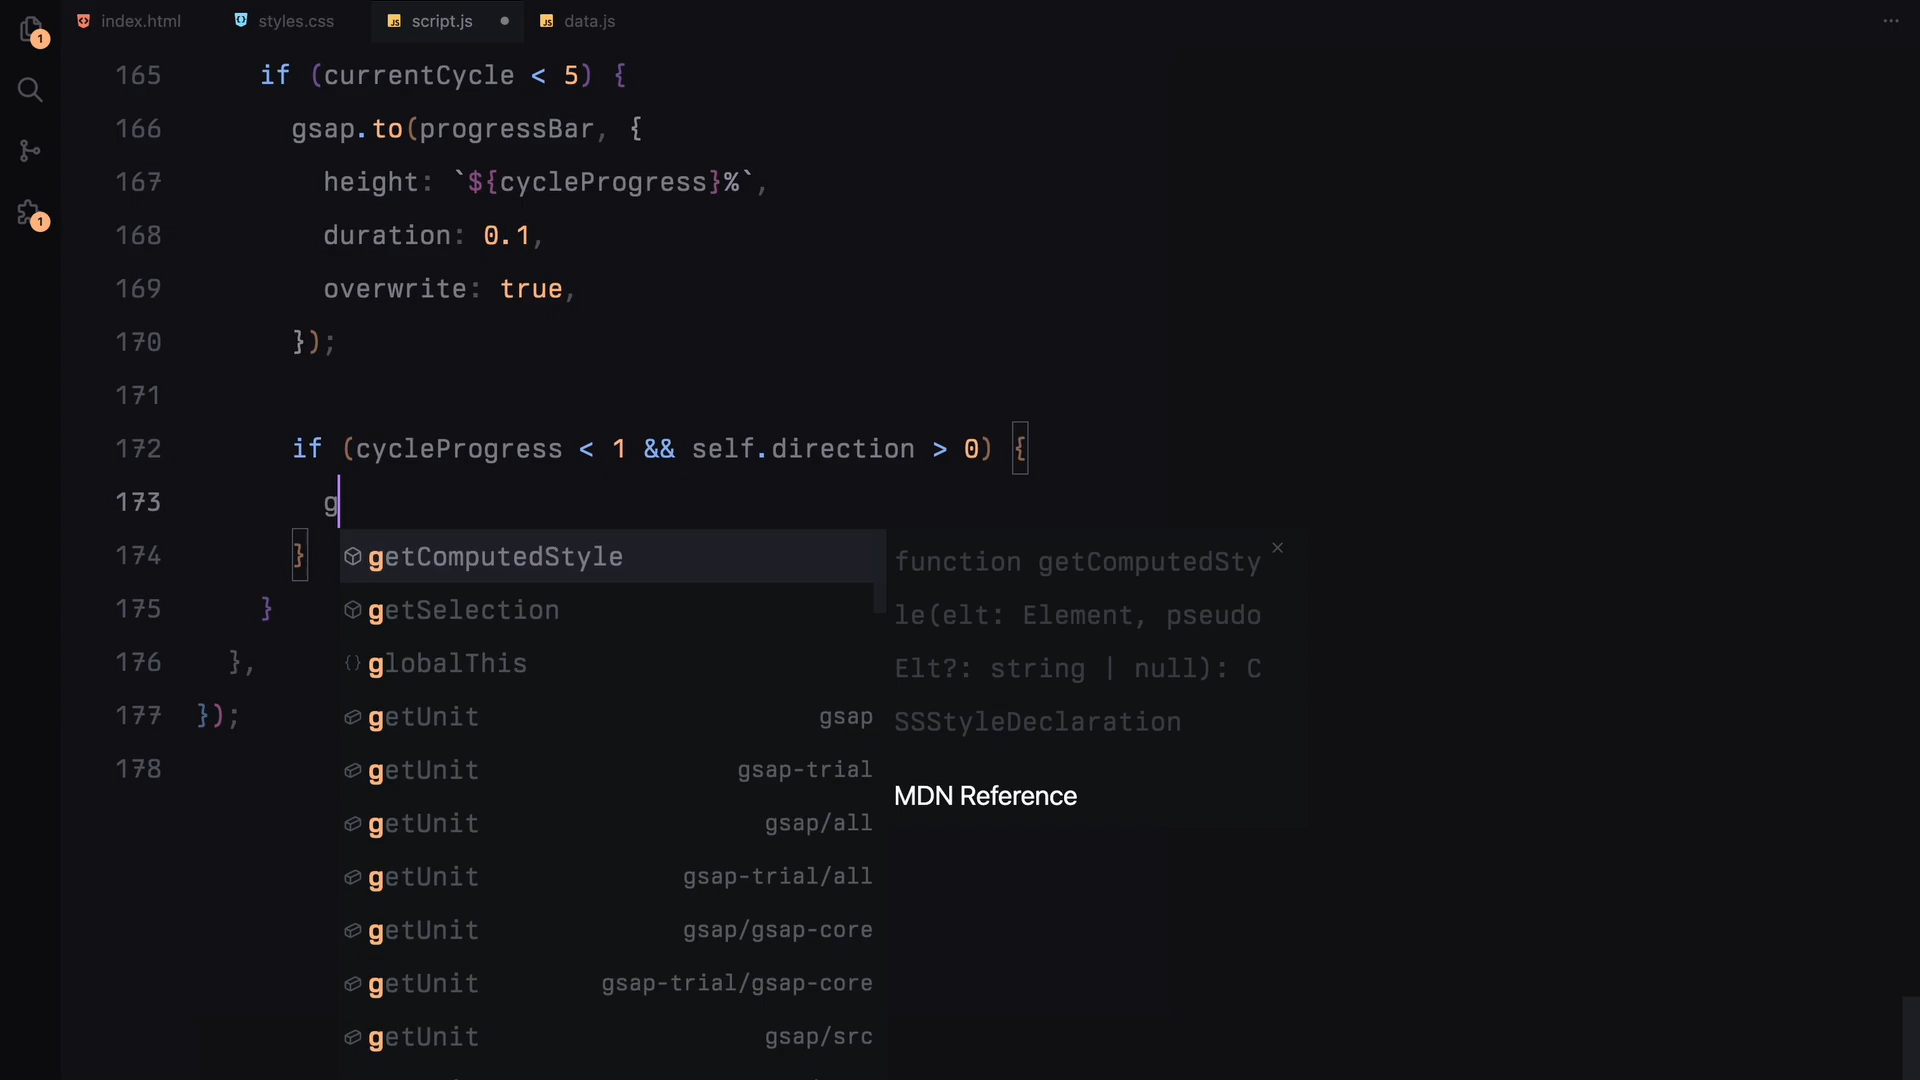 index.html styles.css script.js data.js ...
1
1
165 if (currentCycle < 5) {
166 gsap.to(progressBar, {
167 height: `${cycleProgress}%`,
168 duration: 0.1,
169 overwrite: true,
170 });
171
172 if (cycleProgress < 1 && self.direction > 0) {
173 g
174 }
175 }
176 },
177 });
178
getComputedStyle
getSelection
globalThis
getUnit gsap
getUnit gsap-trial
getUnit gsap/all
getUnit gsap-trial/all
getUnit gsap/gsap-core
getUnit gsap-trial/gsap-core
getUnit gsap/src
function getComputedSty
le(elt: Element, pseudo
Elt?: string | null): C
SSStyleDeclaration
MDN Reference